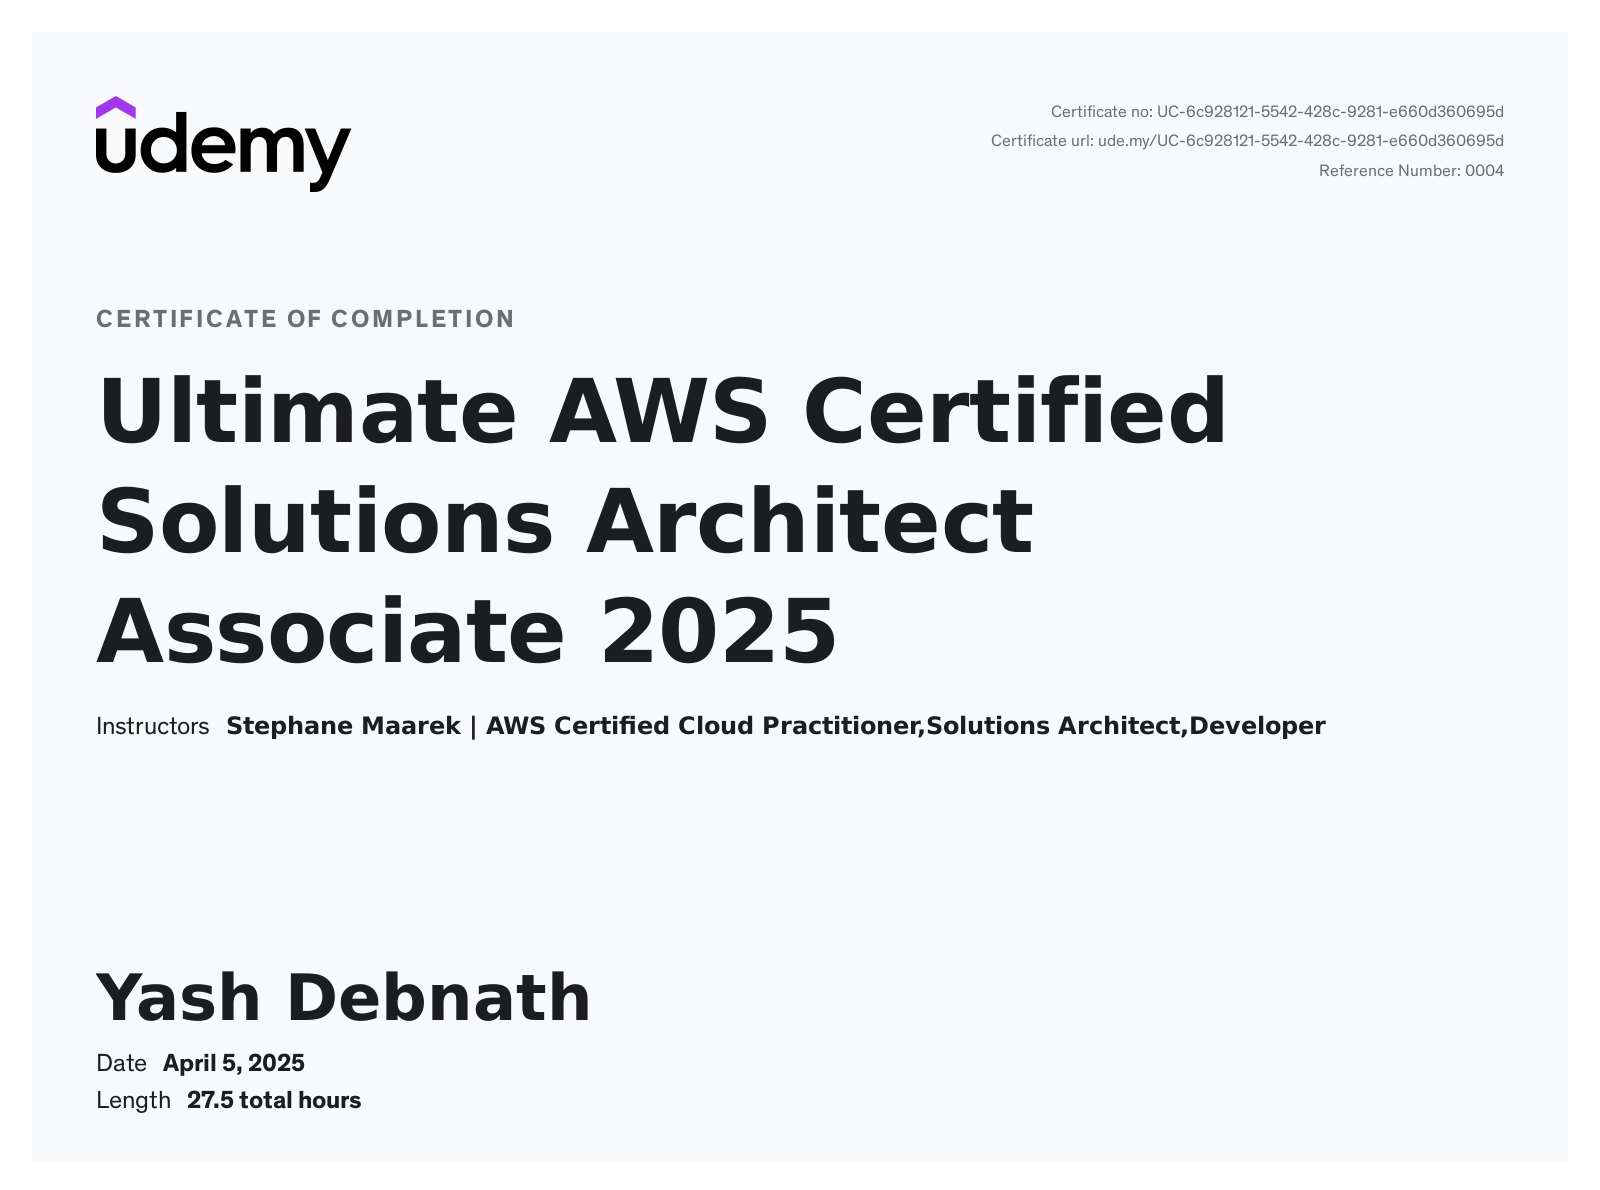 udemy
Certificate no: UC-6c928121-5542-428c-9281-e660d360695d
Certificate url: ude.my/UC-6c928121-5542-428c-9281-e660d360695d
Reference Number: 0004
CERTIFICATE OF COMPLETION
Ultimate AWS Certified
Solutions Architect
Associate 2025
Instructors Stephane Maarek | AWS Certified Cloud Practitioner,Solutions Architect,Developer
Yash Debnath
Date April 5, 2025
Length 27.5 total hours